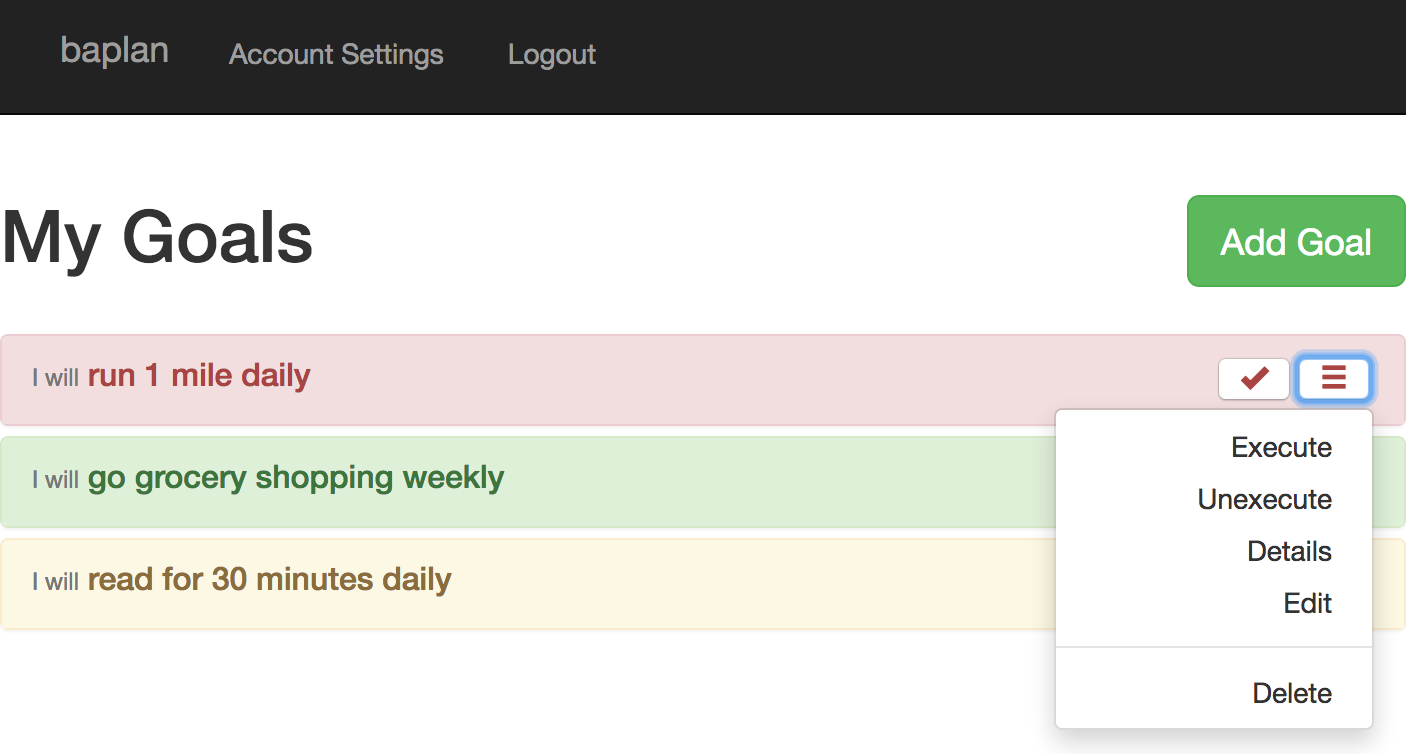 baplan Account Settings Logout
My Goals Add Goal
I will run 1 mile daily
Execute
I will go grocery shopping weekly
Unexecute
Details
I will read for 30 minutes daily
Edit
Delete